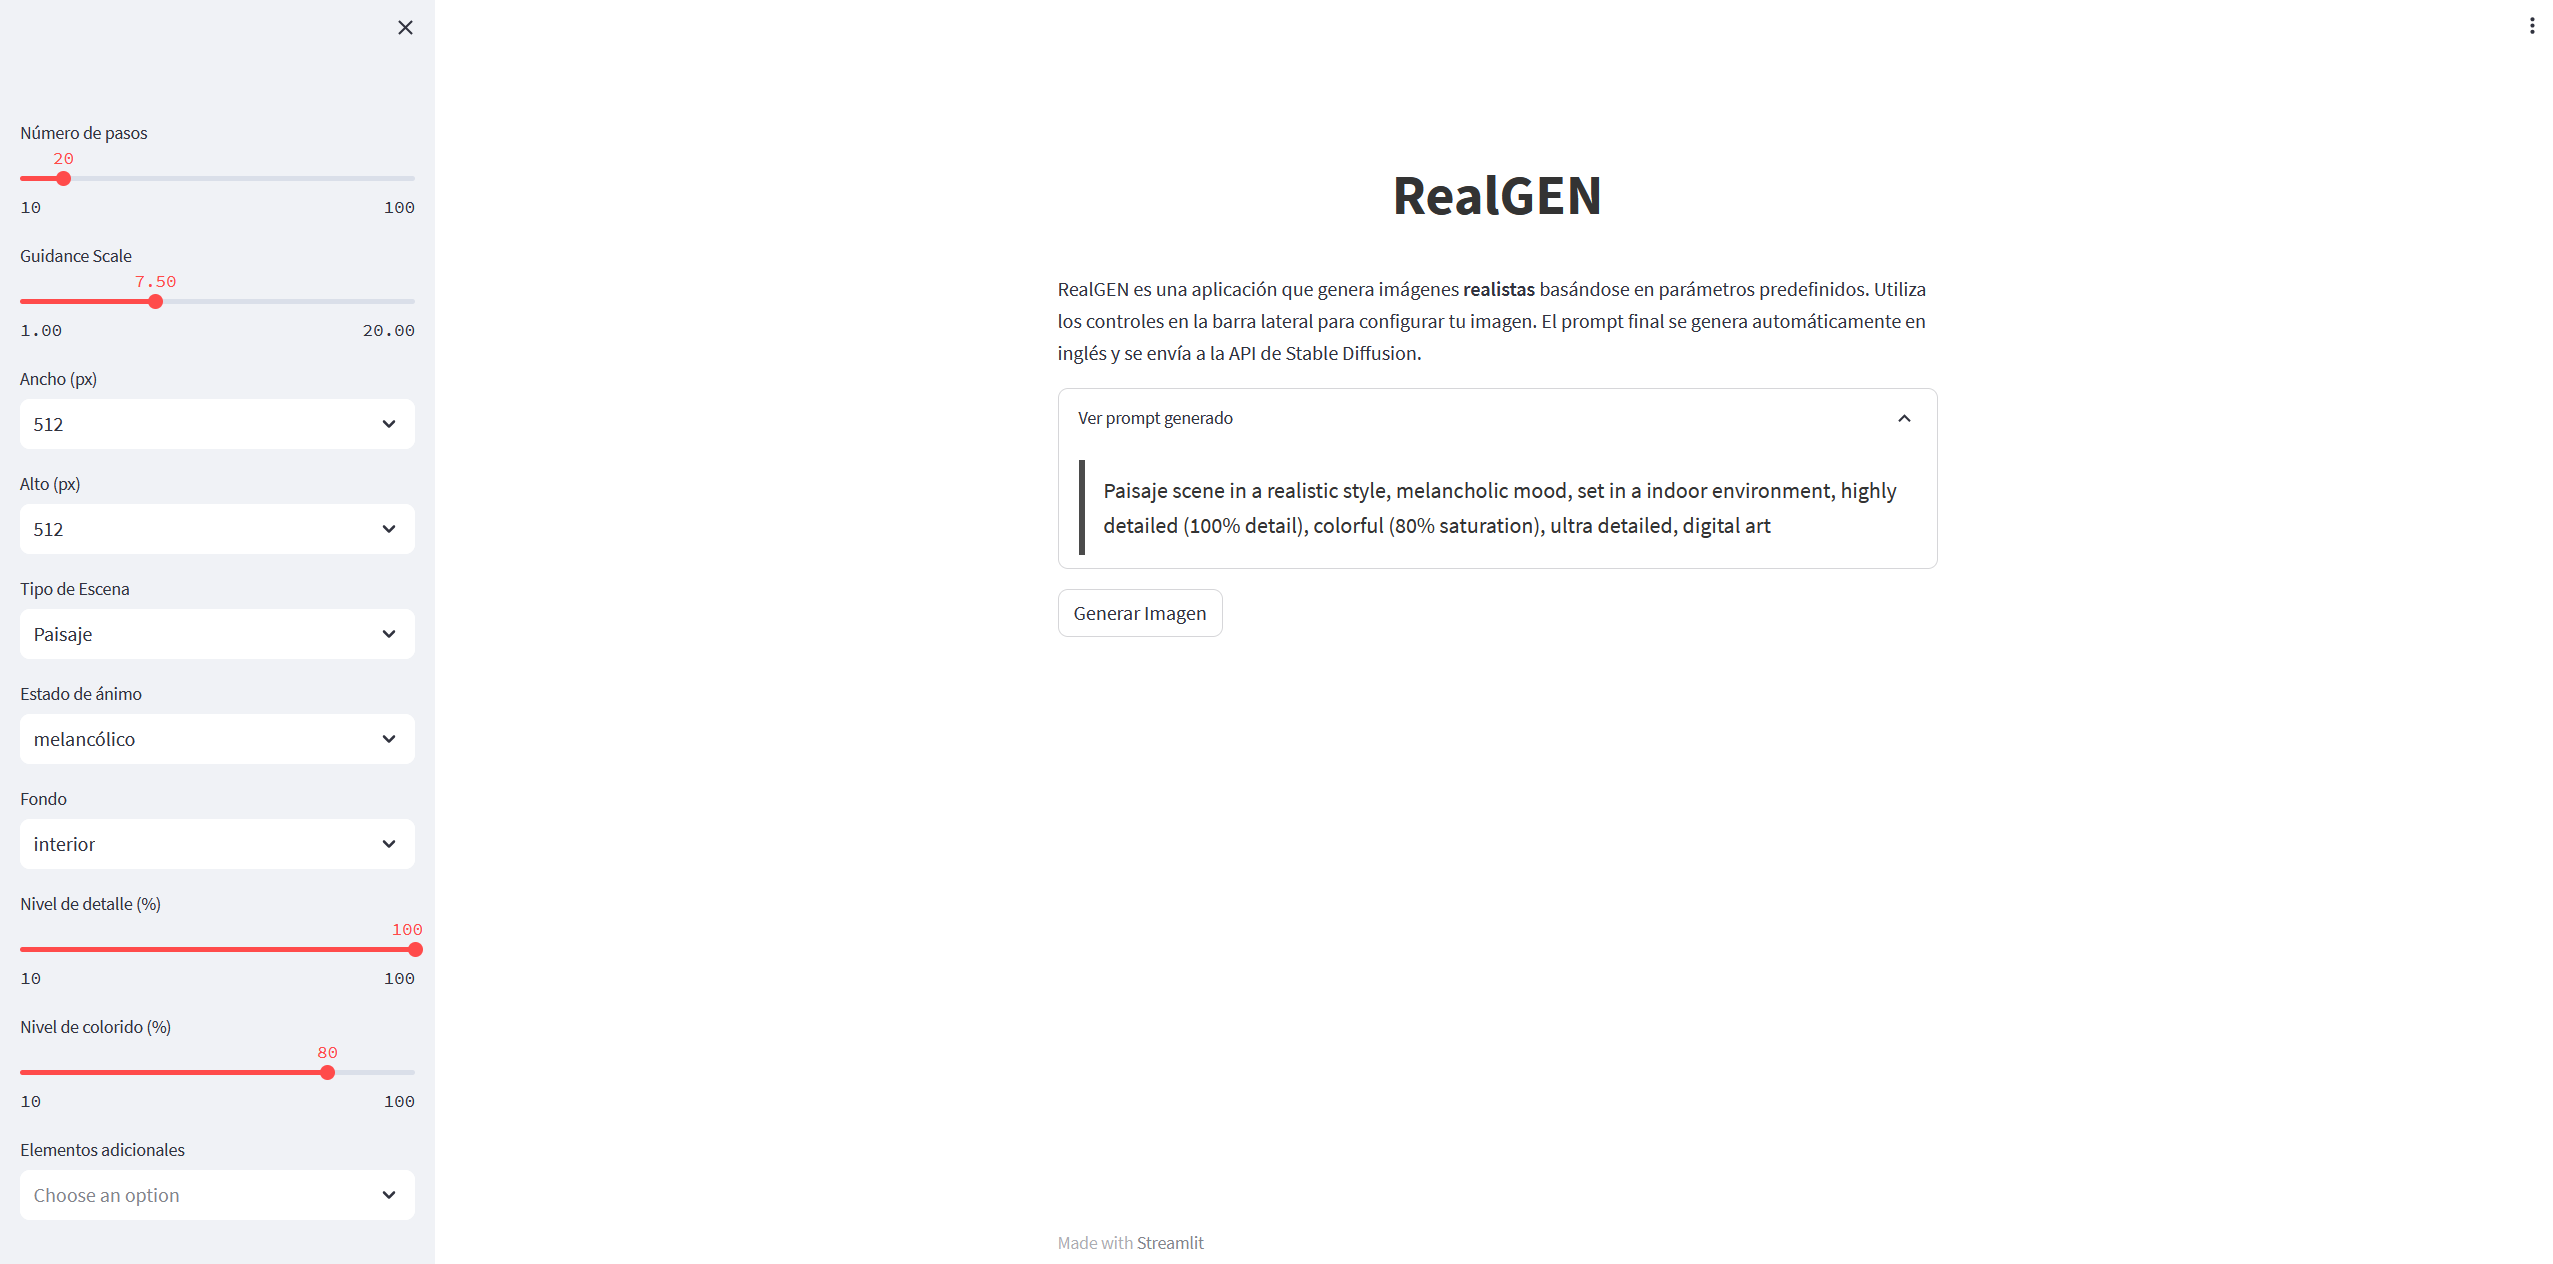 Número de pasos
20
10 100
Guidance Scale
7.50
1.00 20.00
Ancho (px)
512
Alto (px)
512
Tipo de Escena
Paisaje
Estado de ánimo
melancólico
Fondo
interior
Nivel de detalle (%)
100
10 100
Nivel de colorido (%)
80
10 100
Elementos adicionales
Choose an option
RealGEN
RealGEN es una aplicación que genera imágenes realistas basándose en parámetros predefinidos. Utiliza
los controles en la barra lateral para configurar tu imagen. El prompt final se genera automáticamente en
inglés y se envía a la API de Stable Diffusion.
Ver prompt generado
Paisaje scene in a realistic style, melancholic mood, set in a indoor environment, highly
detailed (100% detail), colorful (80% saturation), ultra detailed, digital art
Generar Imagen
Made with Streamlit